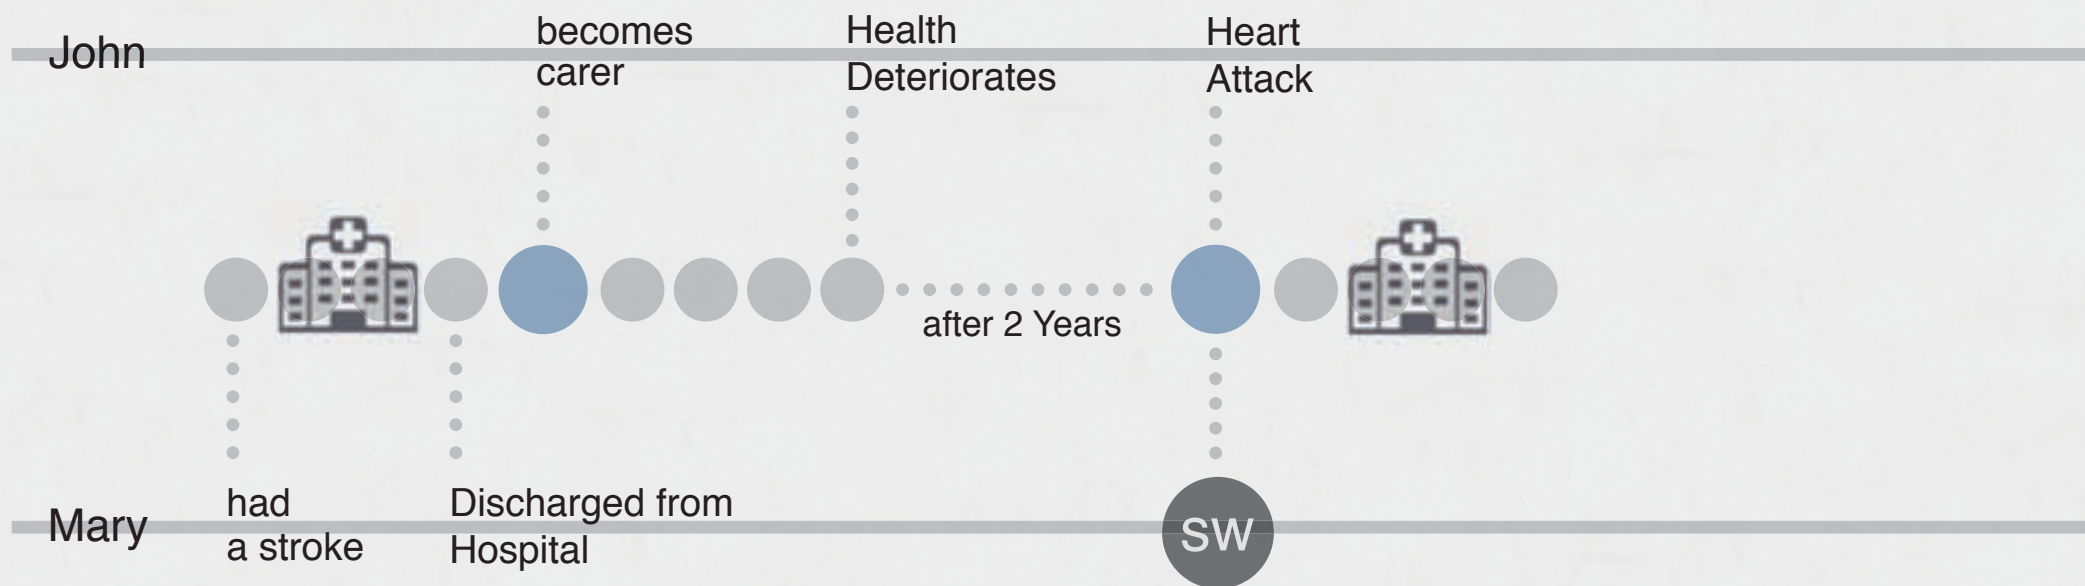 John
becomes
carer
Health
Deteriorates
Heart
Attack
after 2 Years
Mary
had
a stroke
Discharged from
Hospital
SW